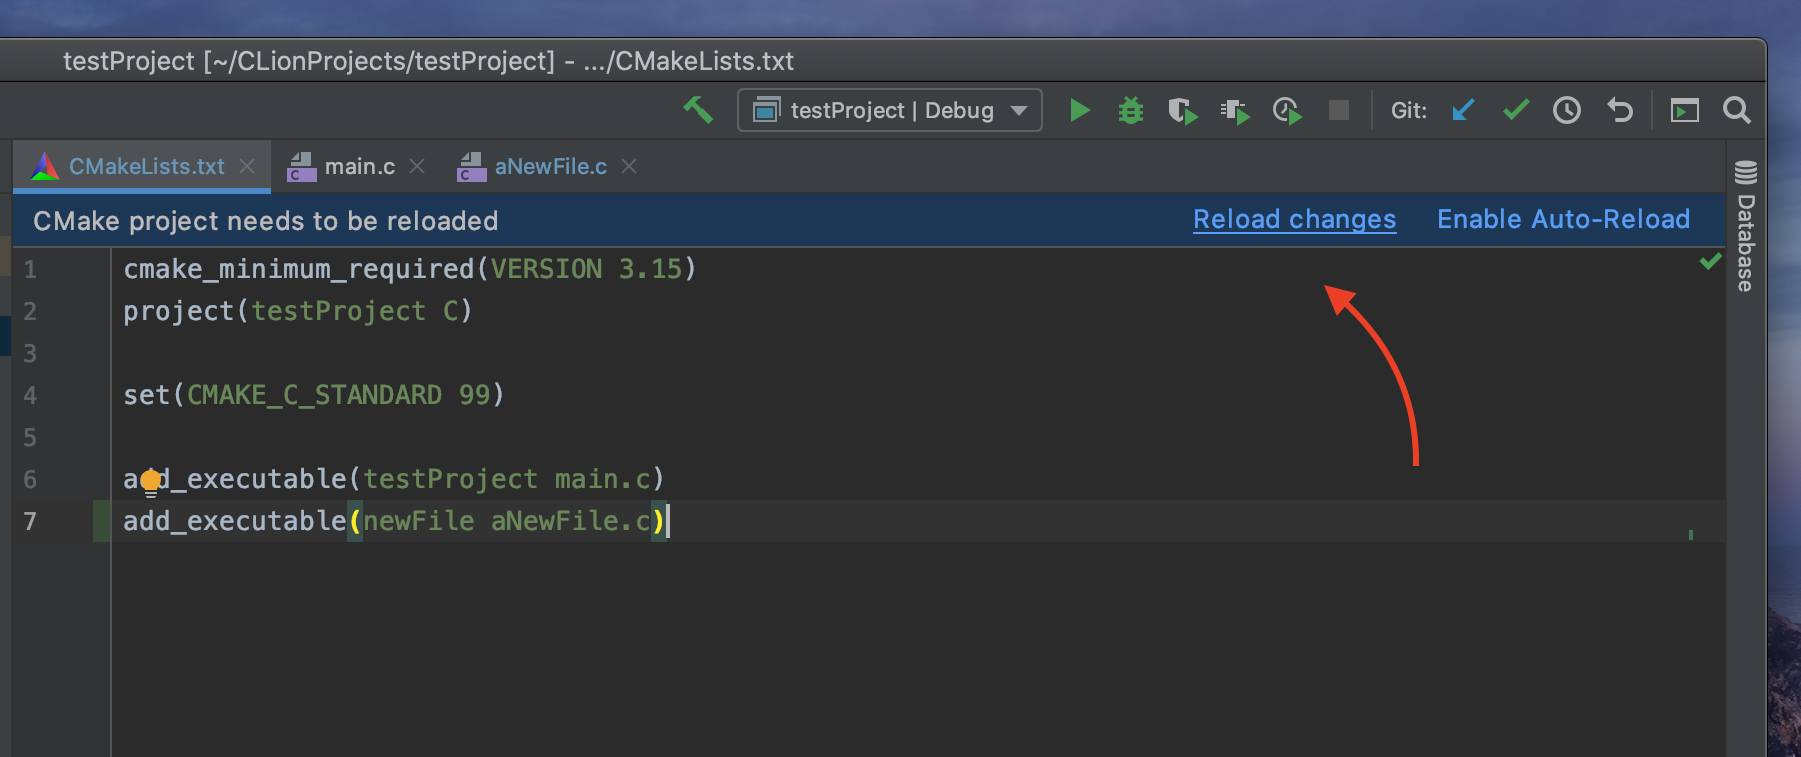 testProject [~/CLionProjects/testProject] - .../CMakeLists.txt
testProject | Debug
Git:
CMakeLists.txt
C main.c
C aNewFile.c
CMake project needs to be reloaded
Reload changes
Enable Auto-Reload
Database
1 cmake_minimum_required(VERSION 3.15)
2 project(testProject C)
3
4 set(CMAKE_C_STANDARD 99)
5
6 add_executable(testProject main.c)
7 add_executable(newFile aNewFile.c)